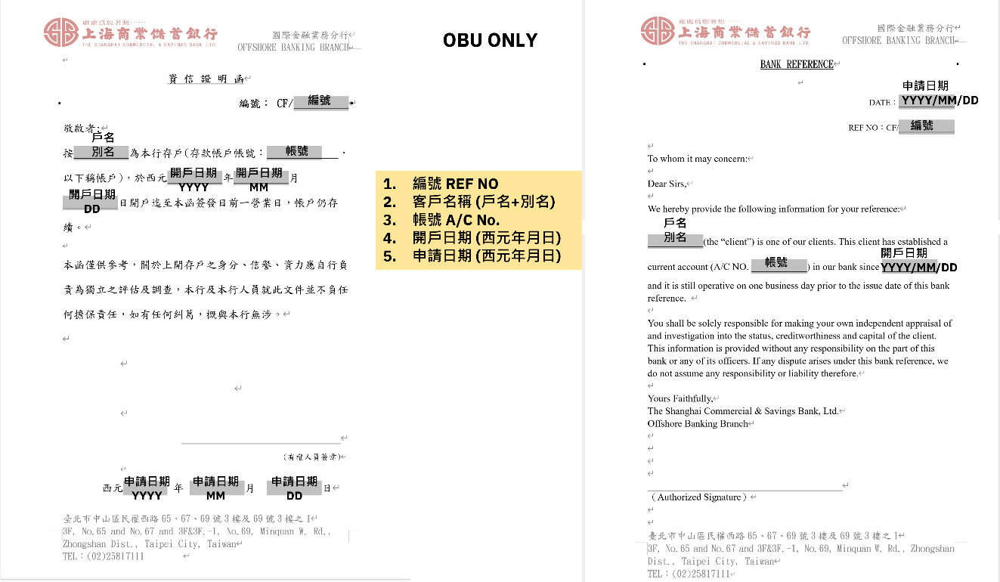 處處為您着想······
上海商業儲蓄銀行
THE SHANGHAI COMMERCIAL & SAVINGS BANK, LTD.
國際金融業務分行
OFFSHORE BANKING BRANCH
資 信 證 明 函
編號： CF/ 編號
敬啟者:
戶名
按 別名 為本行存戶(存款帳戶帳號： 帳號 ，
以下稱帳戶)，於西元 開戶日期 YYYY 年 開戶日期 MM 月
開戶日期 DD 日開戶迄至本函簽發日前一營業日，帳戶仍存
續。
本函僅供參考，關於上開存戶之身分、信譽、資力應自行負
責為獨立之評估及調查，本行及本行人員就此文件並不負任
何擔保責任，如有任何糾葛，概與本行無涉。
(有權人員簽章)
西元 申請日期 YYYY 年 申請日期 MM 月 申請日期 DD 日
臺北市中山區民權西路 65、67、69 號 3 樓及 69 號 3 樓之 1
3F, No.65 and No.67 and 3F&3F.-1, No.69, Minquan W. Rd.,
Zhongshan Dist., Taipei City, Taiwan
TEL：(02)25817111
OBU ONLY
1. 編號 REF NO
2. 客戶名稱 (戶名+別名)
3. 帳號 A/C No.
4. 開戶日期 (西元年月日)
5. 申請日期 (西元年月日)
處處為您着想······
上海商業儲蓄銀行
THE SHANGHAI COMMERCIAL & SAVINGS BANK, LTD.
國際金融業務分行
OFFSHORE BANKING BRANCH
BANK REFERENCE
申請日期
DATE： YYYY/MM/DD
REF NO：CF/ 編號
To whom it may concern:
Dear Sirs,
We hereby provide the following information for your reference:
戶名
別名 (the “client”) is one of our clients. This client has established a
開戶日期
current account (A/C NO. 帳號 ) in our bank since YYYY/MM/DD
and it is still operative on one business day prior to the issue date of this bank
reference.
You shall be solely responsible for making your own independent appraisal of
and investigation into the status, creditworthiness and capital of the client.
This information is provided without any responsibility on the part of this
bank or any of its officers. If any dispute arises under this bank reference, we
do not assume any responsibility or liability therefore.
Yours Faithfully,
The Shanghai Commercial & Savings Bank, Ltd.
Offshore Banking Branch
（Authorized Signature）
臺北市中山區民權西路 65、67、69 號 3 樓及 69 號 3 樓之 1
3F, No.65 and No.67 and 3F&3F.-1, No.69, Minquan W. Rd., Zhongshan
Dist., Taipei City, Taiwan
TEL：(02)25817111